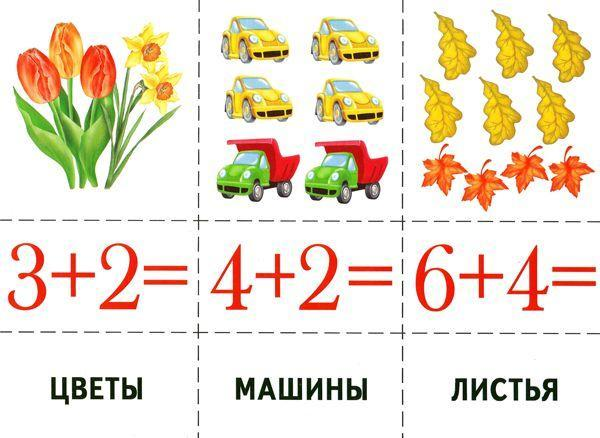 3+2= 4+2= 6+4=
ЦВЕТЫ МАШИНЫ ЛИСТЬЯ